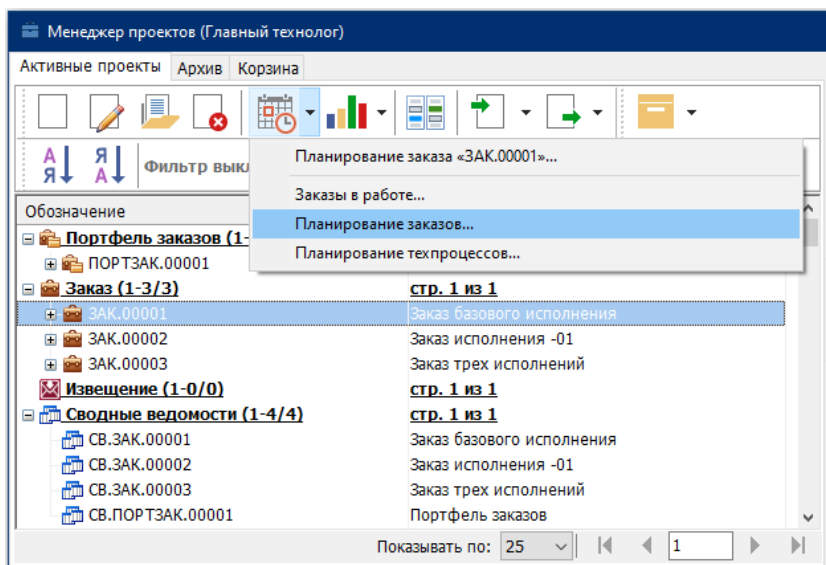 Менеджер проектов (Главный технолог)
Активные проекты Архив Корзина
А Я Я А Фильтр выкл
Планирование заказа «ЗАК.00001»...
Заказы в работе...
Планирование заказов...
Планирование техпроцессов...
Обозначение
Портфель заказов (1-
ПОРТЗАК.00001
Заказ (1-3/3) стр. 1 из 1
ЗАК.00001 Заказ базового исполнения
ЗАК.00002 Заказ исполнения -01
ЗАК.00003 Заказ трех исполнений
Извещение (1-0/0) стр. 1 из 1
Сводные ведомости (1-4/4) стр. 1 из 1
СВ.ЗАК.00001 Заказ базового исполнения
СВ.ЗАК.00002 Заказ исполнения -01
СВ.ЗАК.00003 Заказ трех исполнений
СВ.ПОРТЗАК.00001 Портфель заказов
Показывать по: 25 1